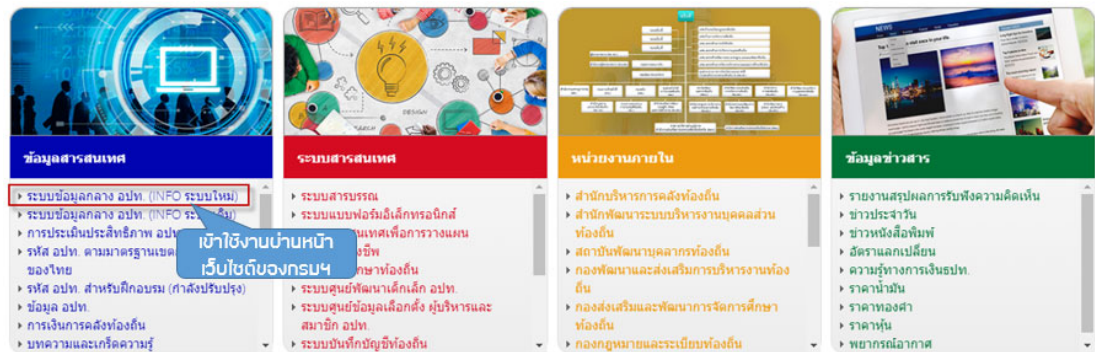 ข้อมูลสารสนเทศ
ระบบข้อมูลกลาง อปท. (INFO ระบบใหม่)
ระบบข้อมูลกลาง อปท. (INFO
การประเมินประสิทธิภาพ
รหัส อปท. ตามมาตรฐานเขต
ของไทย
รหัส อปท. สำหรับฝึกอบรม (กำลังปรับปรุง)
ข้อมูล อปท.
การเงินการคลังท้องถิ่น
บทความและเกร็ดความรู้
เข้าใช้งานผ่านหน้า
เว็บไซต์ของกรมฯ
ระบบสารสนเทศ
ระบบสารบรรณ
ระบบแบบฟอร์มอิเล็กทรอนิกส์
นเทศเพื่อการวางแผน
งชีพ
กษาท้องถิ่น
ระบบศูนย์พัฒนาเด็กเล็ก อปท.
ระบบศูนย์ข้อมูลเลือกตั้ง ผู้บริหารและ
สมาชิก อปท.
ระบบบันทึกบัญชีท้องถิ่น
หน่วยงานภายใน
สำนักบริหารการคลังท้องถิ่น
สำนักพัฒนาระบบบริหารงานบุคคลส่วน
ท้องถิ่น
สถาบันพัฒนาบุคลากรท้องถิ่น
กองพัฒนาและส่งเสริมการบริหารงานท้อง
ถิ่น
กองส่งเสริมและพัฒนาการจัดการศึกษา
ท้องถิ่น
กองกฎหมายและระเบียบท้องถิ่น
NEWS
ข้อมูลข่าวสาร
รายงานสรุปผลการรับฟังความคิดเห็น
ข่าวประจำวัน
ข่าวหนังสือพิมพ์
อัตราแลกเปลี่ยน
ความรู้ทางการเงินธปท.
ราคาน้ำมัน
ราคาทองคำ
ราคาหุ้น
พยากรณ์อากาศ